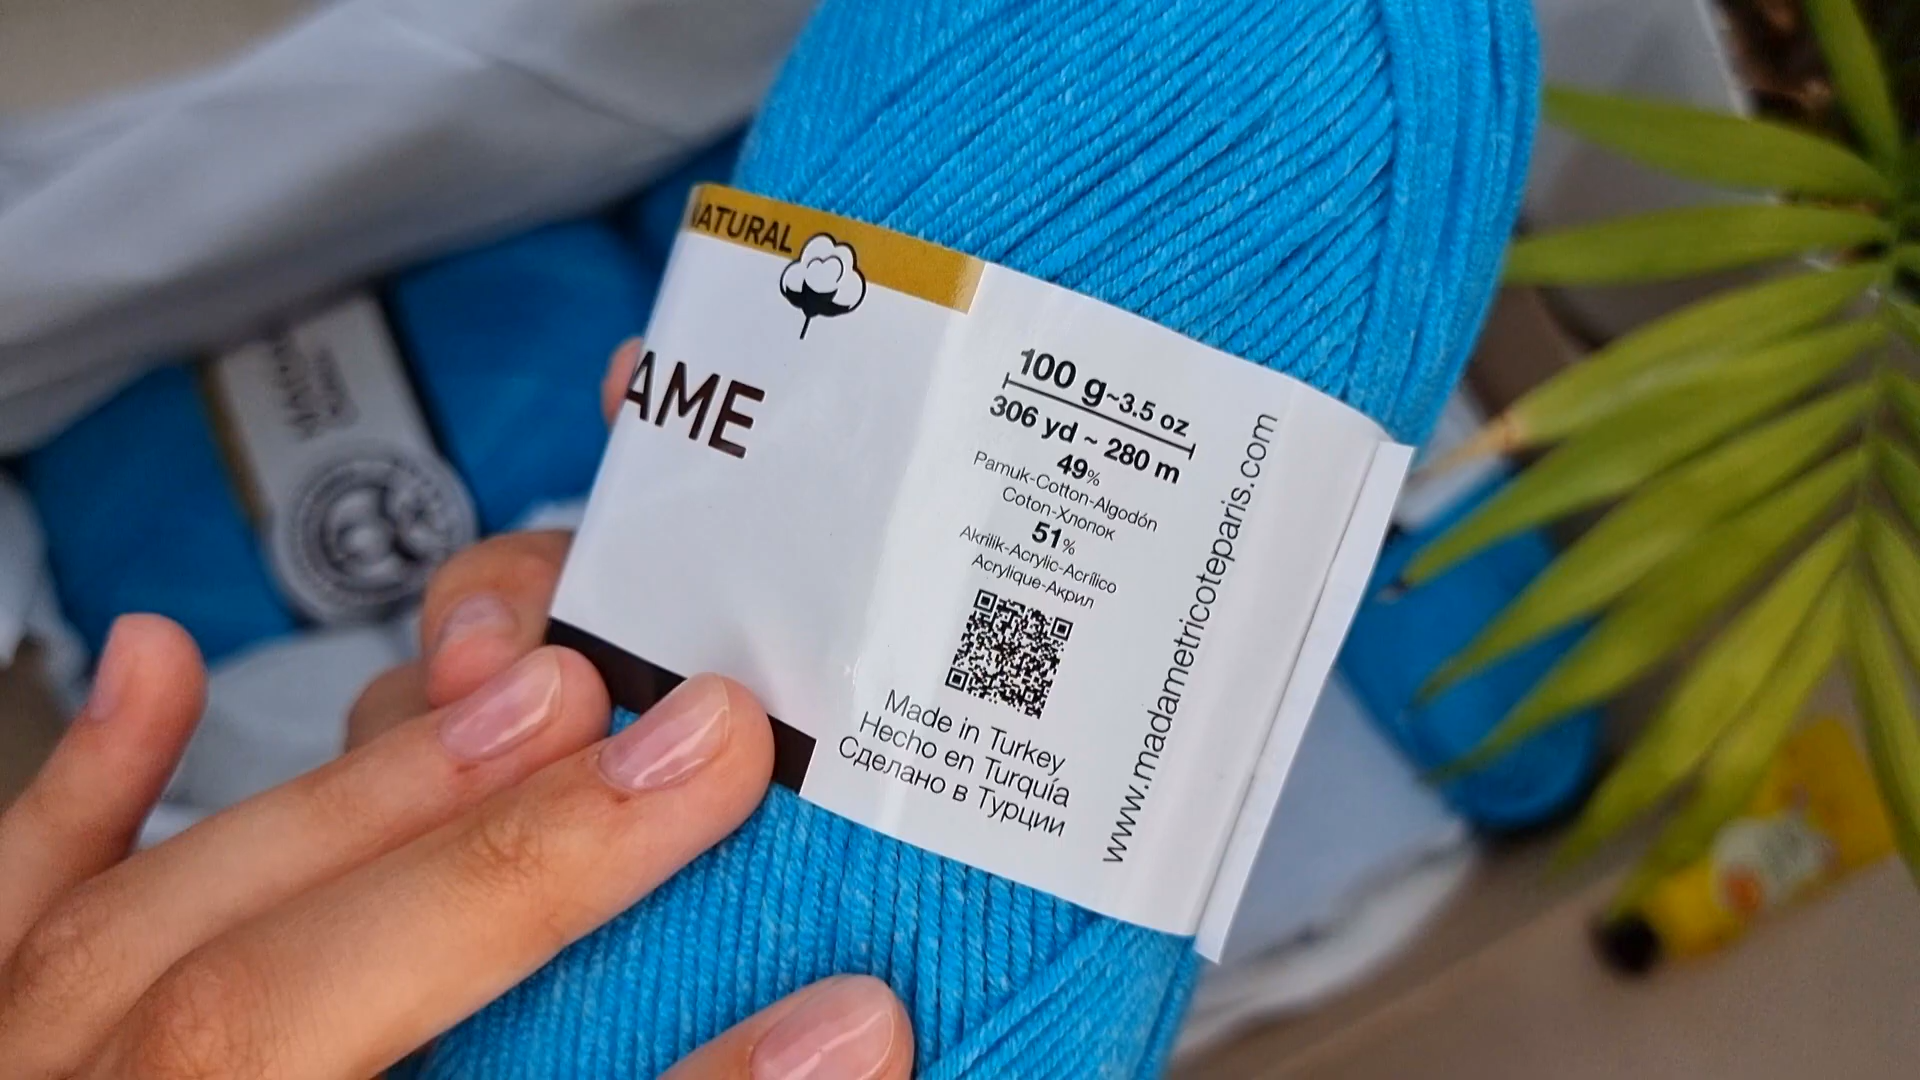 NATURAL
AME
100 g~3.5 oz
306 yd ~ 280 m
49%
Pamuk-Cotton-Algodón
Coton-Хлопок
51%
Akrilik-Acrylic-Acrílico
Acrylique-Акрил
Made in Turkey
Hecho en Turquía
Сделано в Турции
www.madametricoteparis.com